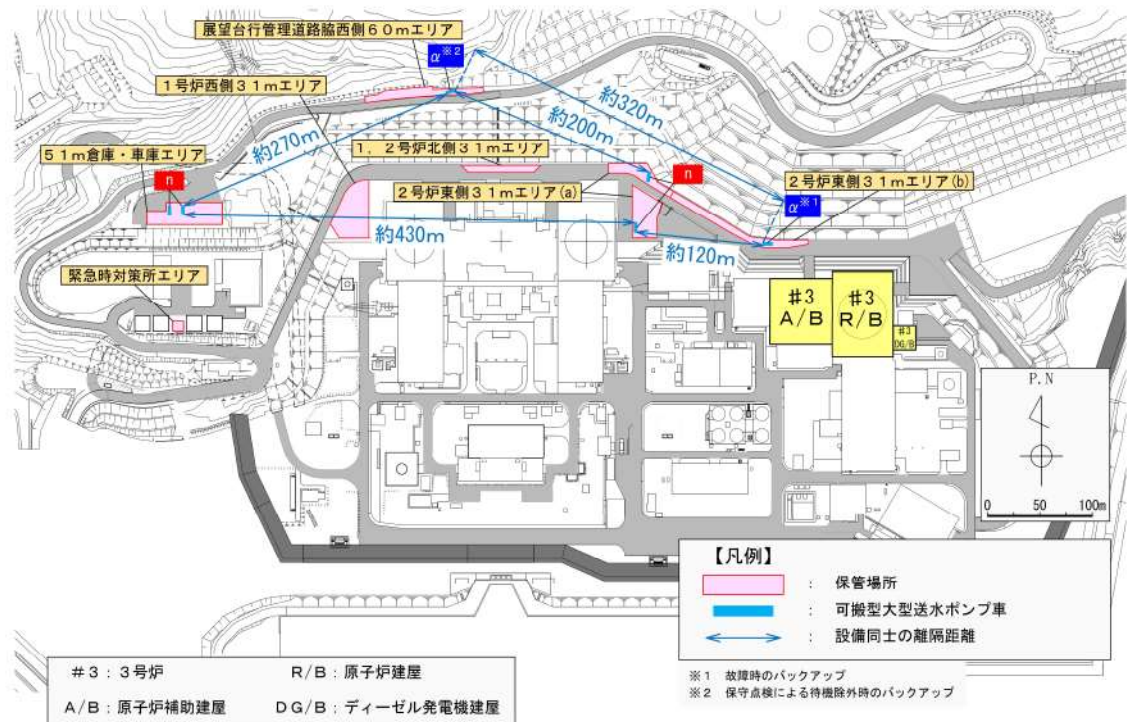 展望台行管理道路脇西側６０ｍエリア
α※2
１号炉西側３１ｍエリア
約320m
約200m
約270m
１，２号炉北側３１ｍエリア
５１ｍ倉庫・車庫エリア
n
n
２号炉東側３１ｍエリア(a)
２号炉東側３１ｍエリア(b)
α※1
約430m
約120m
緊急時対策所エリア
＃３
A/B
＃３
R/B
＃３
DG/B
P.N
0 50 100m
【凡例】
： 保管場所
： 可搬型大型送水ポンプ車
： 設備同士の離隔距離
＃３：３号炉 R/B：原子炉建屋
A/B：原子炉補助建屋 DG/B：ディーゼル発電機建屋
※１ 故障時のバックアップ
※２ 保守点検による待機除外時のバックアップ